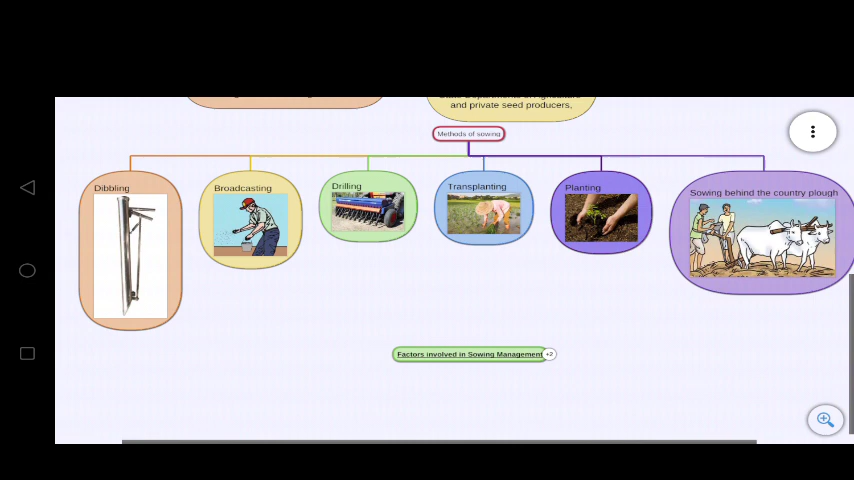 and private seed producers,
Methods of sowing
Dibbling
Broadcasting
Drilling
Transplanting
Planting
Sowing behind the country plough
Factors involved in Sowing Management
+2